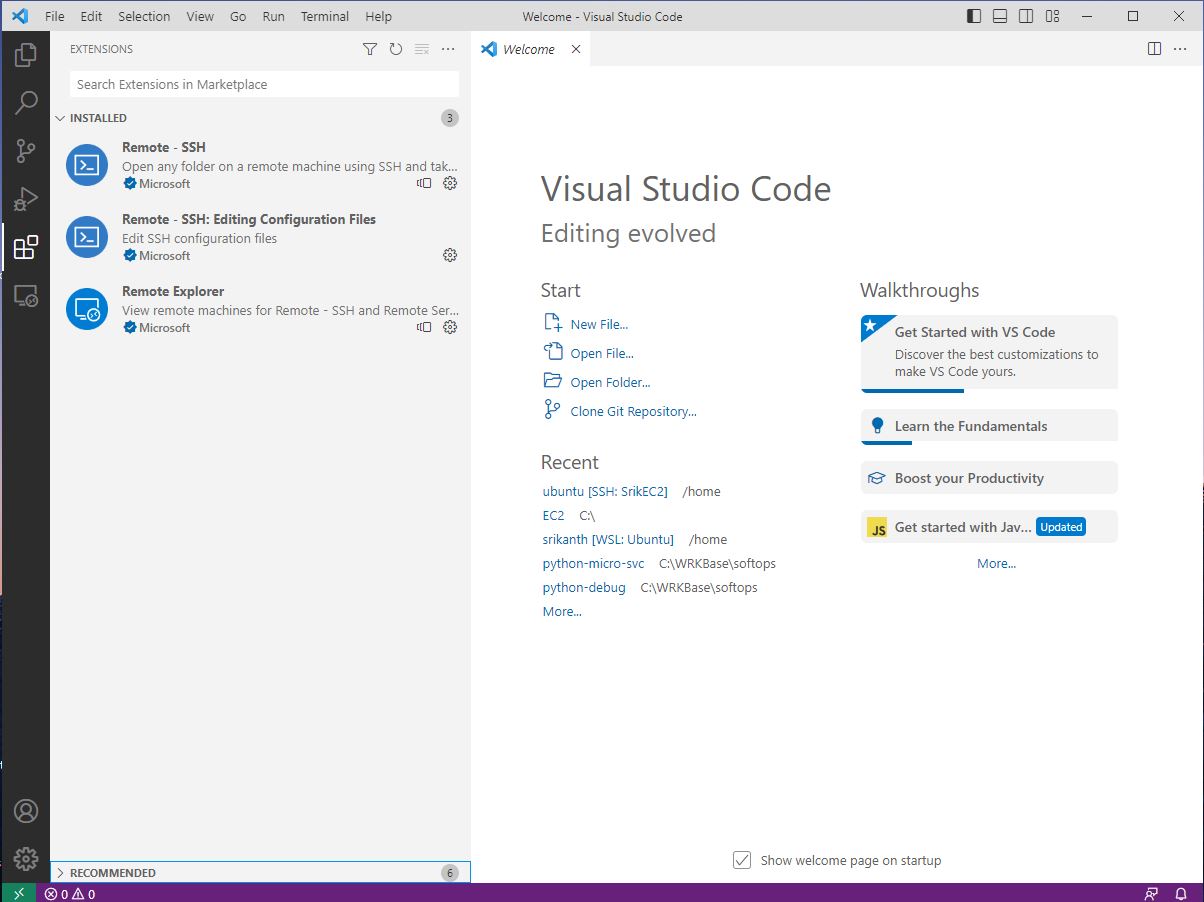 File Edit Selection View Go Run Terminal Help Welcome - Visual Studio Code
EXTENSIONS
Search Extensions in Marketplace
INSTALLED 3
Remote - SSH
Open any folder on a remote machine using SSH and tak...
Microsoft
Remote - SSH: Editing Configuration Files
Edit SSH configuration files
Microsoft
Remote Explorer
View remote machines for Remote - SSH and Remote Ser...
Microsoft
RECOMMENDED 6
Welcome
Visual Studio Code
Editing evolved
Start
New File...
Open File...
Open Folder...
Clone Git Repository...
Recent
ubuntu [SSH: SrikEC2] /home
EC2 C:\
srikanth [WSL: Ubuntu] /home
python-micro-svc C:\WRKBase\softops
python-debug C:\WRKBase\softops
More...
Walkthroughs
Get Started with VS Code
Discover the best customizations to
make VS Code yours.
Learn the Fundamentals
Boost your Productivity
JS Get started with Jav... Updated
More...
Show welcome page on startup
0 0